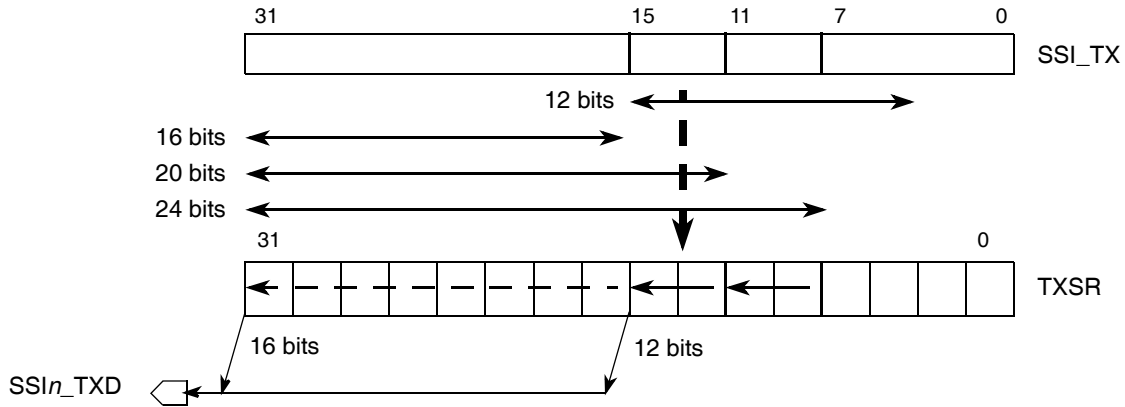 31 15 11 7 0
SSI_TX
12 bits
16 bits
20 bits
24 bits
31 0
TXSR
16 bits 12 bits
SSIn_TXD